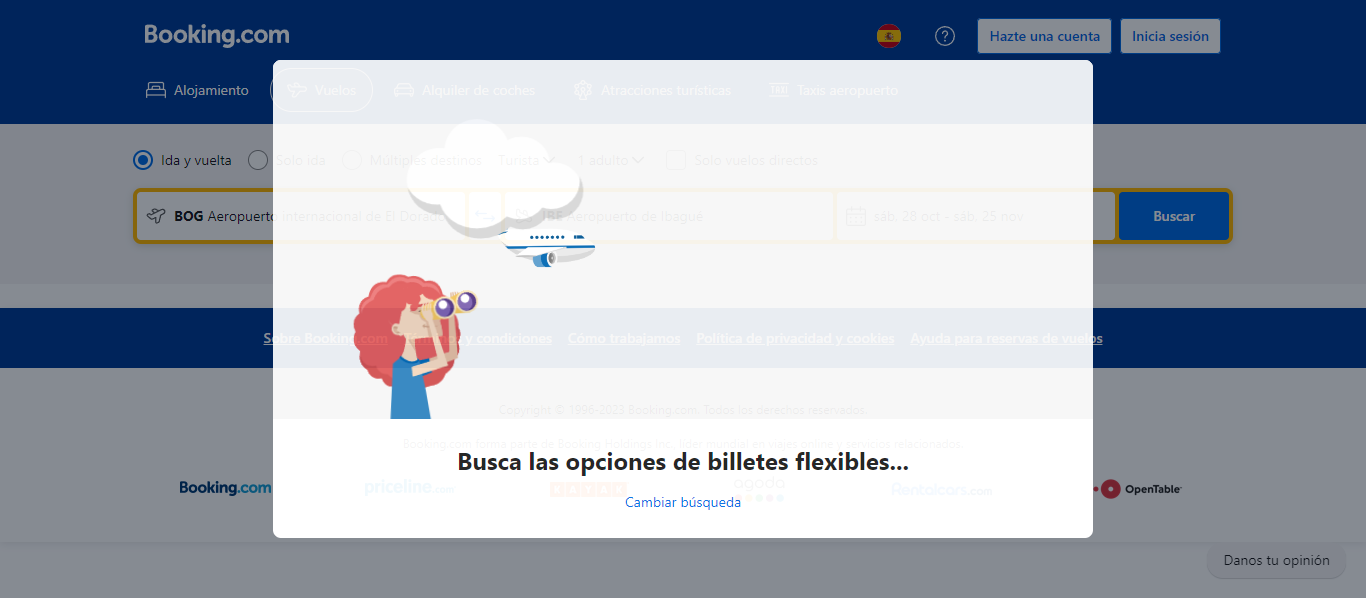 Booking.com
Hazte una cuenta
Inicia sesión
Alojamiento
Vuelos
Alquiler de coches
Atracciones turísticas
Taxis aeropuerto
Ida y vuelta
Solo ida
Múltiples destinos
Turista
1 adulto
Solo vuelos directos
BOG Aeropuerto internacional de El Dorado
IBE Aeropuerto de Ibagué
sáb, 28 oct - sáb, 25 nov
Buscar
Sobre Booking.com
Términos y condiciones
Cómo trabajamos
Política de privacidad y cookies
Ayuda para reservas de vuelos
Copyright © 1996-2023 Booking.com. Todos los derechos reservados.
Booking.com forma parte de Booking Holdings Inc., líder mundial en viajes online y servicios relacionados.
Busca las opciones de billetes flexibles...
Booking.com
priceline.com
KAYAK
agoda
Rentalcars.com
OpenTable
Cambiar búsqueda
Danos tu opinión